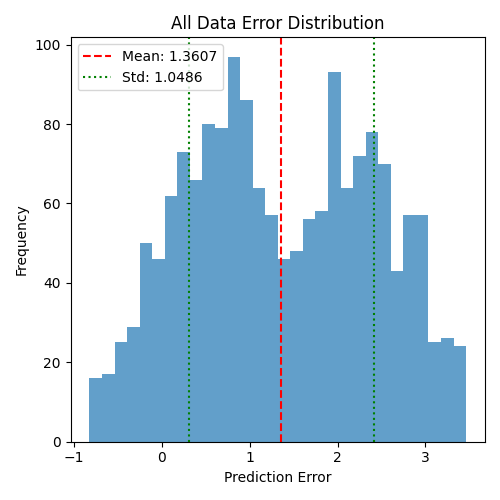 All Data Error Distribution
Mean: 1.3607
Std: 1.0486
Frequency
100
80
60
40
20
0
−1
0
1
2
3
Prediction Error